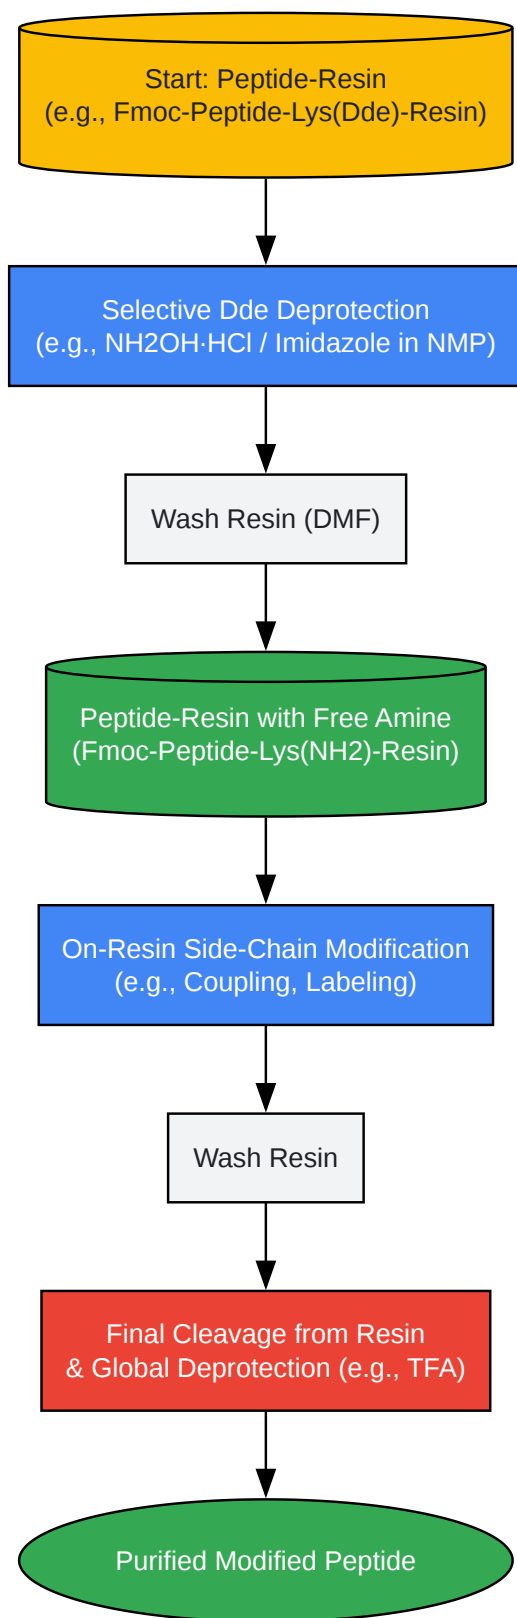 Start: Peptide-Resin
(e.g., Fmoc-Peptide-Lys(Dde)-Resin)
Selective Dde Deprotection
(e.g., NH2OH·HCl / Imidazole in NMP)
Wash Resin (DMF)
Peptide-Resin with Free Amine
(Fmoc-Peptide-Lys(NH2)-Resin)
On-Resin Side-Chain Modification
(e.g., Coupling, Labeling)
Wash Resin
Final Cleavage from Resin
& Global Deprotection (e.g., TFA)
Purified Modified Peptide